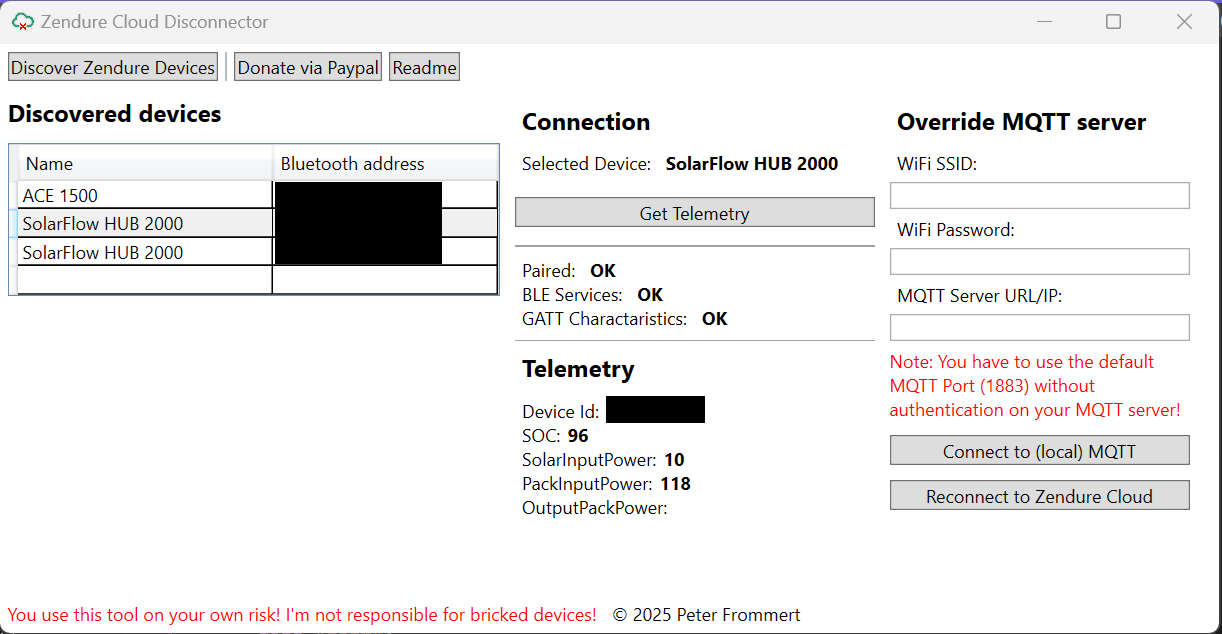 Zendure Cloud Disconnector
Discover Zendure Devices Donate via Paypal Readme
Discovered devices
Name Bluetooth address
ACE 1500
SolarFlow HUB 2000
SolarFlow HUB 2000
Connection
Selected Device: SolarFlow HUB 2000
Get Telemetry
Paired: OK
BLE Services: OK
GATT Charactaristics: OK
Telemetry
Device Id:
SOC: 96
SolarInputPower: 10
PackInputPower: 118
OutputPackPower:
Override MQTT server
WiFi SSID:
WiFi Password:
MQTT Server URL/IP:
Note: You have to use the default
MQTT Port (1883) without
authentication on your MQTT server!
Connect to (local) MQTT
Reconnect to Zendure Cloud
You use this tool on your own risk! I'm not responsible for bricked devices! © 2025 Peter Frommert